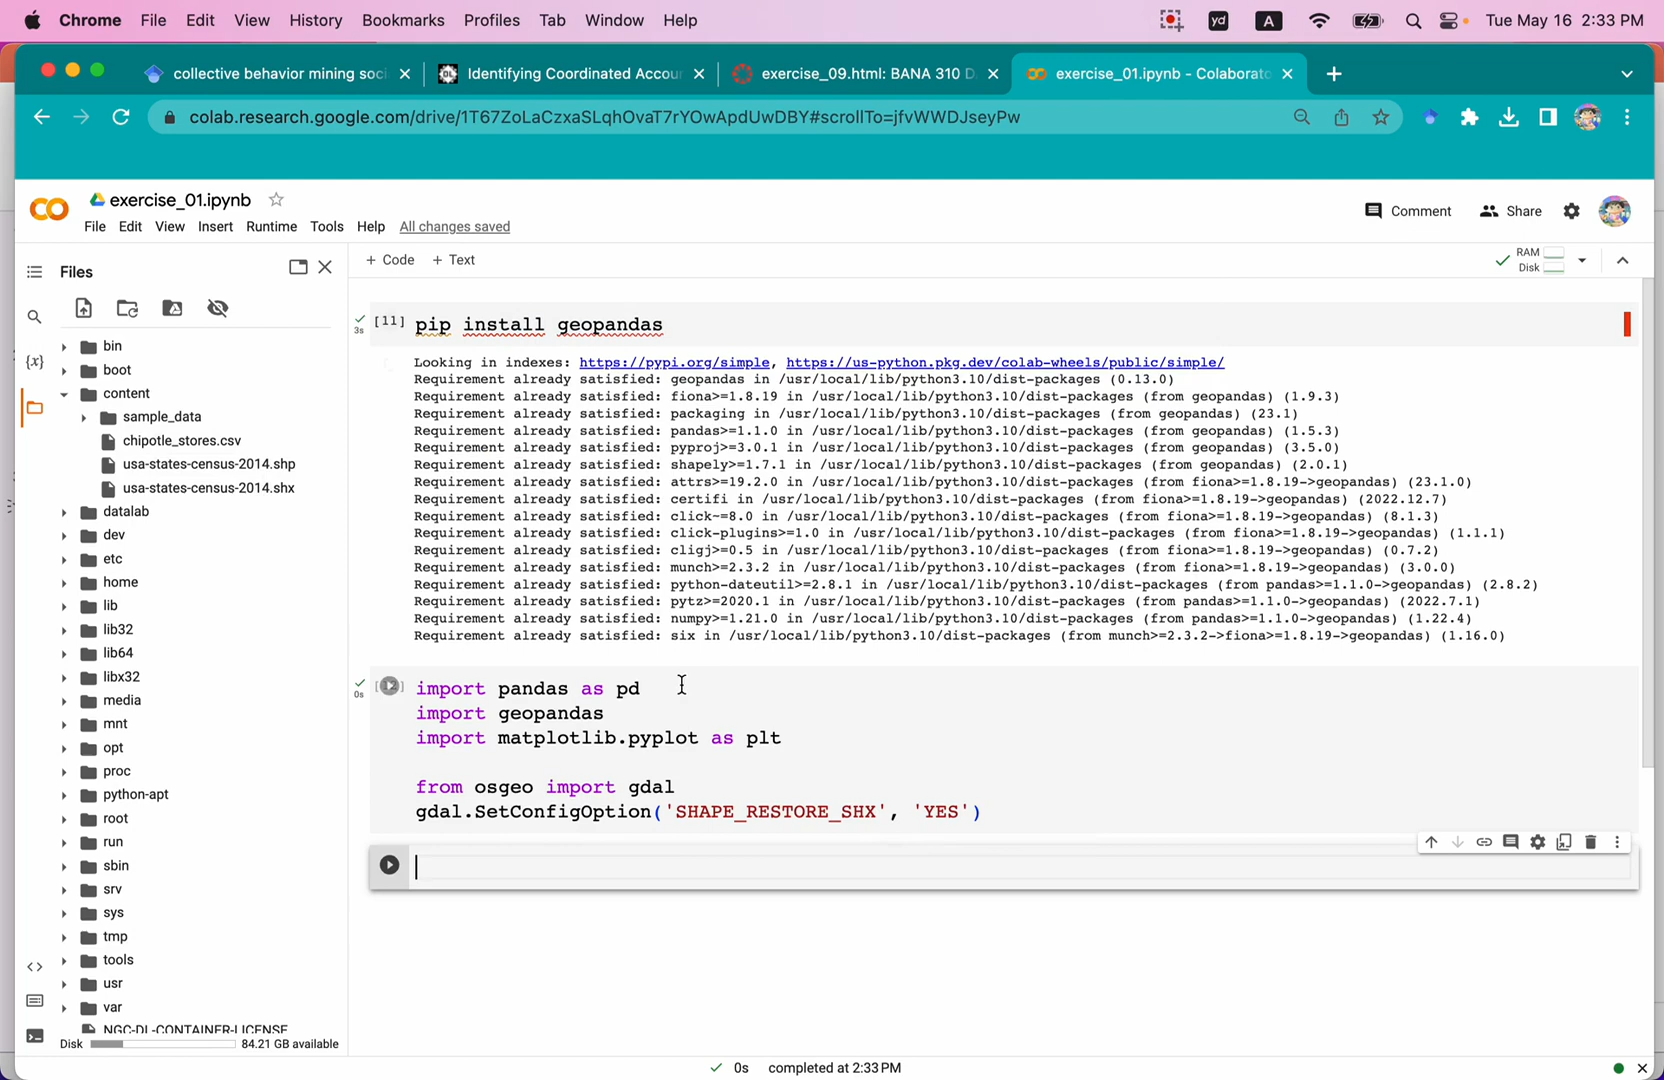 Chrome File Edit View History Bookmarks Profiles Tab Window Help yd A Tue May 16 2:33 PM
collective behavior mining soci Identifying Coordinated Accou exercise_09.html: BANA 310 D exercise_01.ipynb - Colaborato
colab.research.google.com/drive/1T67ZoLaCzxaSLqhOvaT7rYOwApdUwDBY#scrollTo=jfvWWDJseyPw
exercise_01.ipynb
Comment Share
File Edit View Insert Runtime Tools Help All changes saved
Files
+ Code + Text
RAM
Disk
bin
boot
content
sample_data
chipotle_stores.csv
usa-states-census-2014.shp
usa-states-census-2014.shx
datalab
dev
etc
home
lib
lib32
lib64
libx32
media
mnt
opt
proc
python-apt
root
run
sbin
srv
sys
tmp
tools
usr
var
NGC-DL-CONTAINER-LICENSE
Disk 84.21 GB available
{x}
3s [11] pip install geopandas
Looking in indexes: https://pypi.org/simple, https://us-python.pkg.dev/colab-wheels/public/simple/
Requirement already satisfied: geopandas in /usr/local/lib/python3.10/dist-packages (0.13.0)
Requirement already satisfied: fiona>=1.8.19 in /usr/local/lib/python3.10/dist-packages (from geopandas) (1.9.3)
Requirement already satisfied: packaging in /usr/local/lib/python3.10/dist-packages (from geopandas) (23.1)
Requirement already satisfied: pandas>=1.1.0 in /usr/local/lib/python3.10/dist-packages (from geopandas) (1.5.3)
Requirement already satisfied: pyproj>=3.0.1 in /usr/local/lib/python3.10/dist-packages (from geopandas) (3.5.0)
Requirement already satisfied: shapely>=1.7.1 in /usr/local/lib/python3.10/dist-packages (from geopandas) (2.0.1)
Requirement already satisfied: attrs>=19.2.0 in /usr/local/lib/python3.10/dist-packages (from fiona>=1.8.19->geopandas) (23.1.0)
Requirement already satisfied: certifi in /usr/local/lib/python3.10/dist-packages (from fiona>=1.8.19->geopandas) (2022.12.7)
Requirement already satisfied: click~=8.0 in /usr/local/lib/python3.10/dist-packages (from fiona>=1.8.19->geopandas) (8.1.3)
Requirement already satisfied: click-plugins>=1.0 in /usr/local/lib/python3.10/dist-packages (from fiona>=1.8.19->geopandas) (1.1.1)
Requirement already satisfied: cligj>=0.5 in /usr/local/lib/python3.10/dist-packages (from fiona>=1.8.19->geopandas) (0.7.2)
Requirement already satisfied: munch>=2.3.2 in /usr/local/lib/python3.10/dist-packages (from fiona>=1.8.19->geopandas) (3.0.0)
Requirement already satisfied: python-dateutil>=2.8.1 in /usr/local/lib/python3.10/dist-packages (from pandas>=1.1.0->geopandas) (2.8.2)
Requirement already satisfied: pytz>=2020.1 in /usr/local/lib/python3.10/dist-packages (from pandas>=1.1.0->geopandas) (2022.7.1)
Requirement already satisfied: numpy>=1.21.0 in /usr/local/lib/python3.10/dist-packages (from pandas>=1.1.0->geopandas) (1.22.4)
Requirement already satisfied: six in /usr/local/lib/python3.10/dist-packages (from munch>=2.3.2->fiona>=1.8.19->geopandas) (1.16.0)
0s import pandas as pd
import geopandas
import matplotlib.pyplot as plt
from osgeo import gdal
gdal.SetConfigOption('SHAPE_RESTORE_SHX', 'YES')
0s completed at 2:33 PM